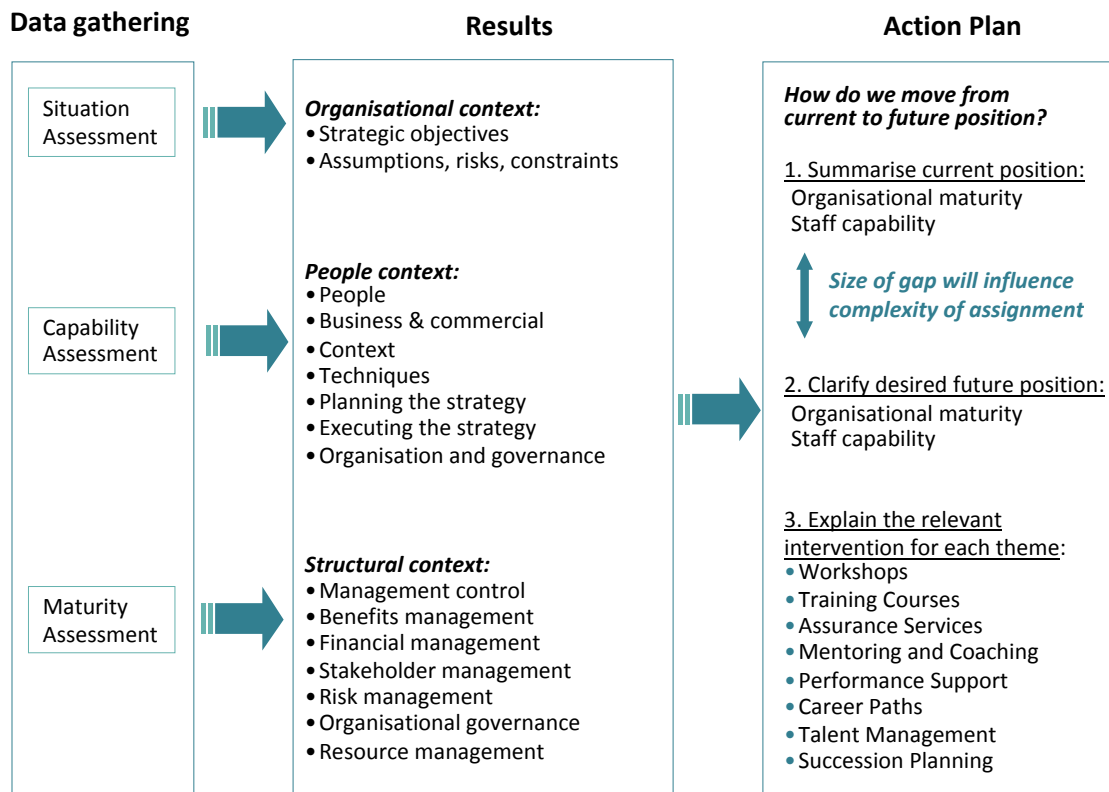 Data gathering
Situation
Assessment
Capability
Assessment
Maturity
Assessment
Results
Organisational context:
•Strategic objectives
•Assumptions, risks, constraints
People context:
•People
•Business & commercial
•Context
•Techniques
•Planning the strategy
•Executing the strategy
•Organisation and governance
Structural context:
•Management control
•Benefits management
•Financial management
•Stakeholder management
•Risk management
•Organisational governance
•Resource management
Action Plan
How do we move from
current to future position?
1. Summarise current position:
Organisational maturity
Staff capability
Size of gap will influence
complexity of assignment
2. Clarify desired future position:
Organisational maturity
Staff capability
3. Explain the relevant
intervention for each theme:
•Workshops
•Training Courses
•Assurance Services
•Mentoring and Coaching
•Performance Support
•Career Paths
•Talent Management
•Succession Planning